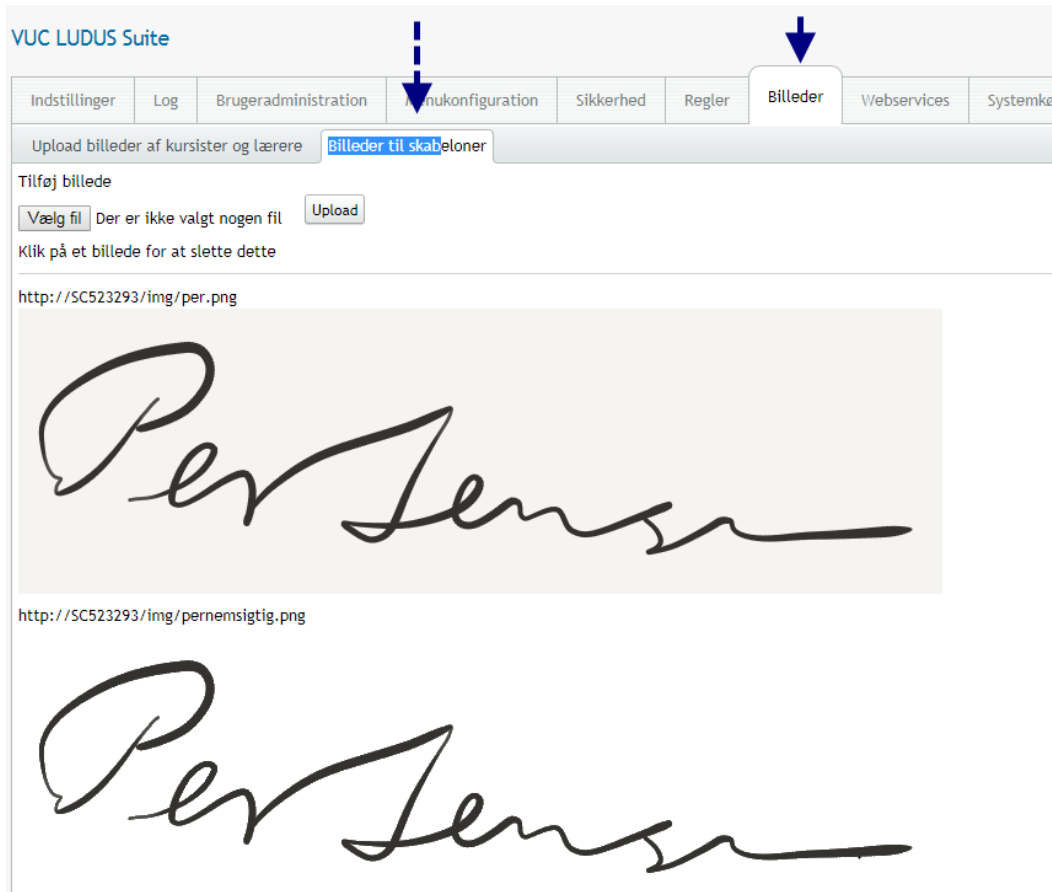 VUC LUDUS Suite
Indstillinger Log Brugeradministration Menukonfiguration Sikkerhed Regler Billeder Webservices Systemkø
Upload billeder af kursister og lærere Billeder til skabeloner
Tilføj billede
Vælg fil Der er ikke valgt nogen fil Upload
Klik på et billede for at slette dette
http://SC523293/img/per.png
Per Jensen
http://SC523293/img/pernemsigtig.png
Per Jensen